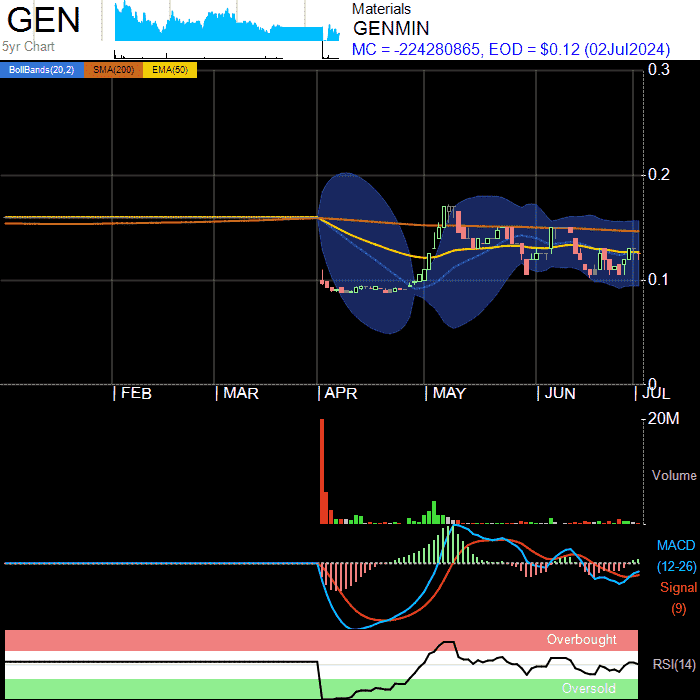 GEN
5yr Chart
Materials
GENMIN
MC = -224280865, EOD = $0.12 (02Jul2024)
BollBands(20,2) SMA(200) EMA(50)
0.3
0.2
0.1
0
FEB MAR APR MAY JUN JUL
20M
Volume
MACD
(12-26)
Signal
(9)
Overbought
RSI(14)
Oversold